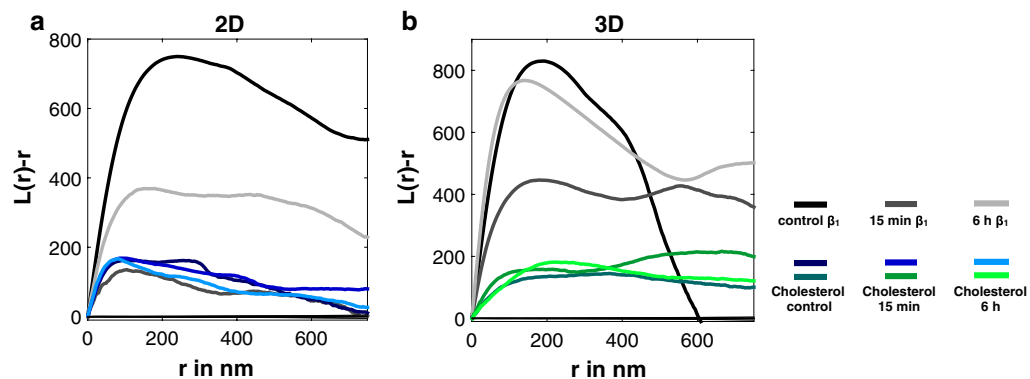 a
2D
800
600
400
200
0
0
200
400
600
L(r)-r
r in nm
b
3D
800
600
400
200
0
0
200
400
600
L(r)-r
r in nm
control β₁
15 min β₁
6 h β₁
Cholesterol control
Cholesterol 15 min
Cholesterol 6 h